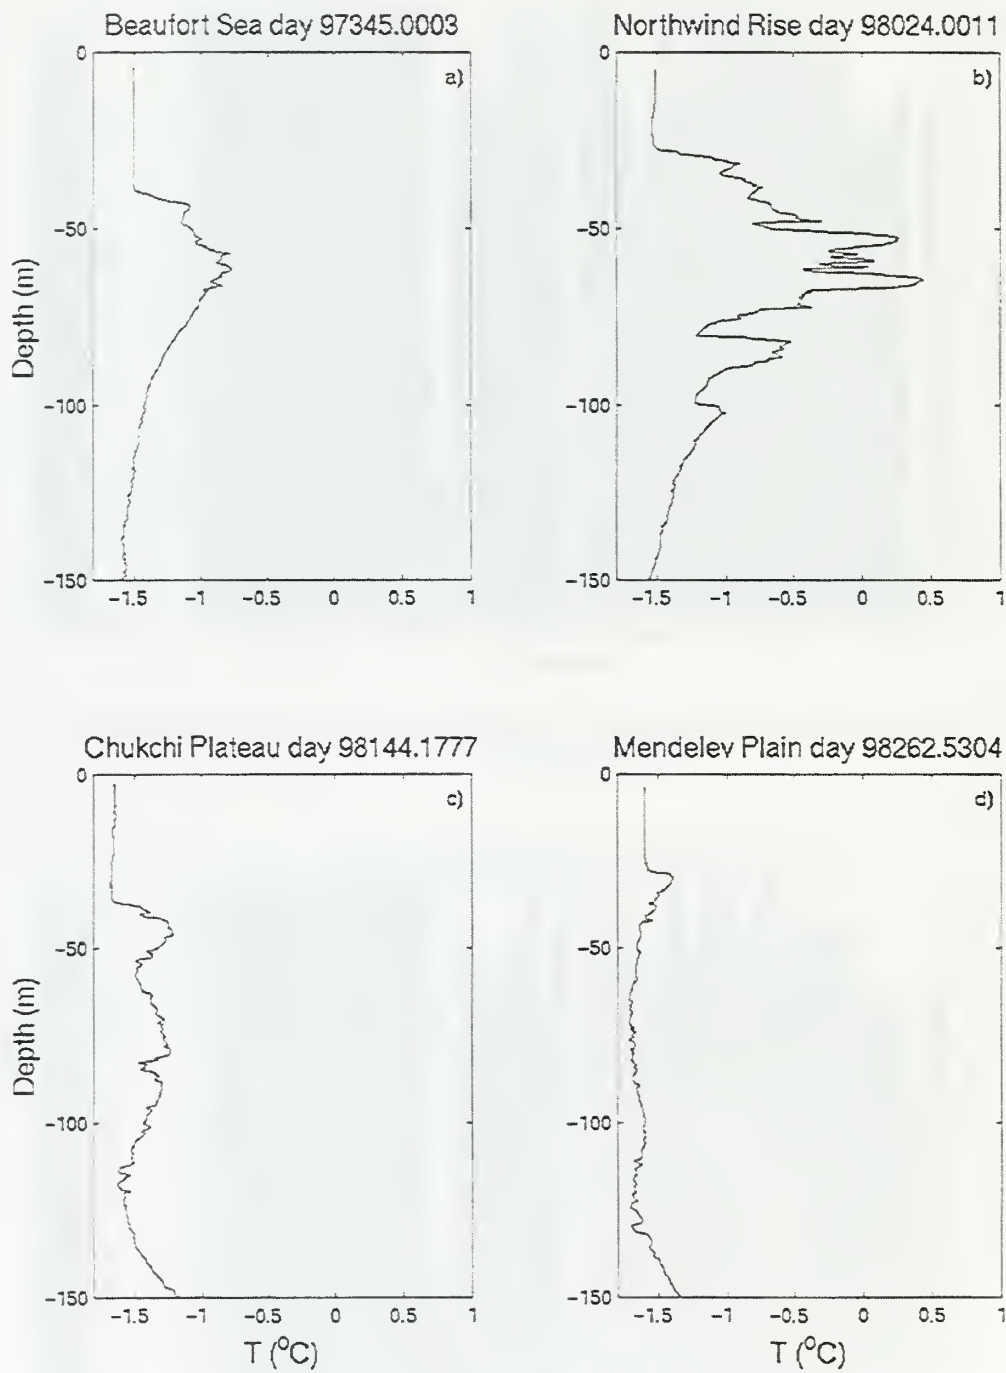 Beaufort Sea day 97345.0003
Northwind Rise day 98024.0011
0
0
a)
b)
-50
-50
Depth (m)
-100
-100
-150
-150
-1.5 -1 -0.5 0 0.5 1
-1.5 -1 -0.5 0 0.5 1
Chukchi Plateau day 98144.1777
Mendelev Plain day 98262.5304
0
0
c)
d)
-50
-50
Depth (m)
-100
-100
-150
-150
-1.5 -1 -0.5 0 0.5 1
-1.5 -1 -0.5 0 0.5 1
T (°C)
T (°C)